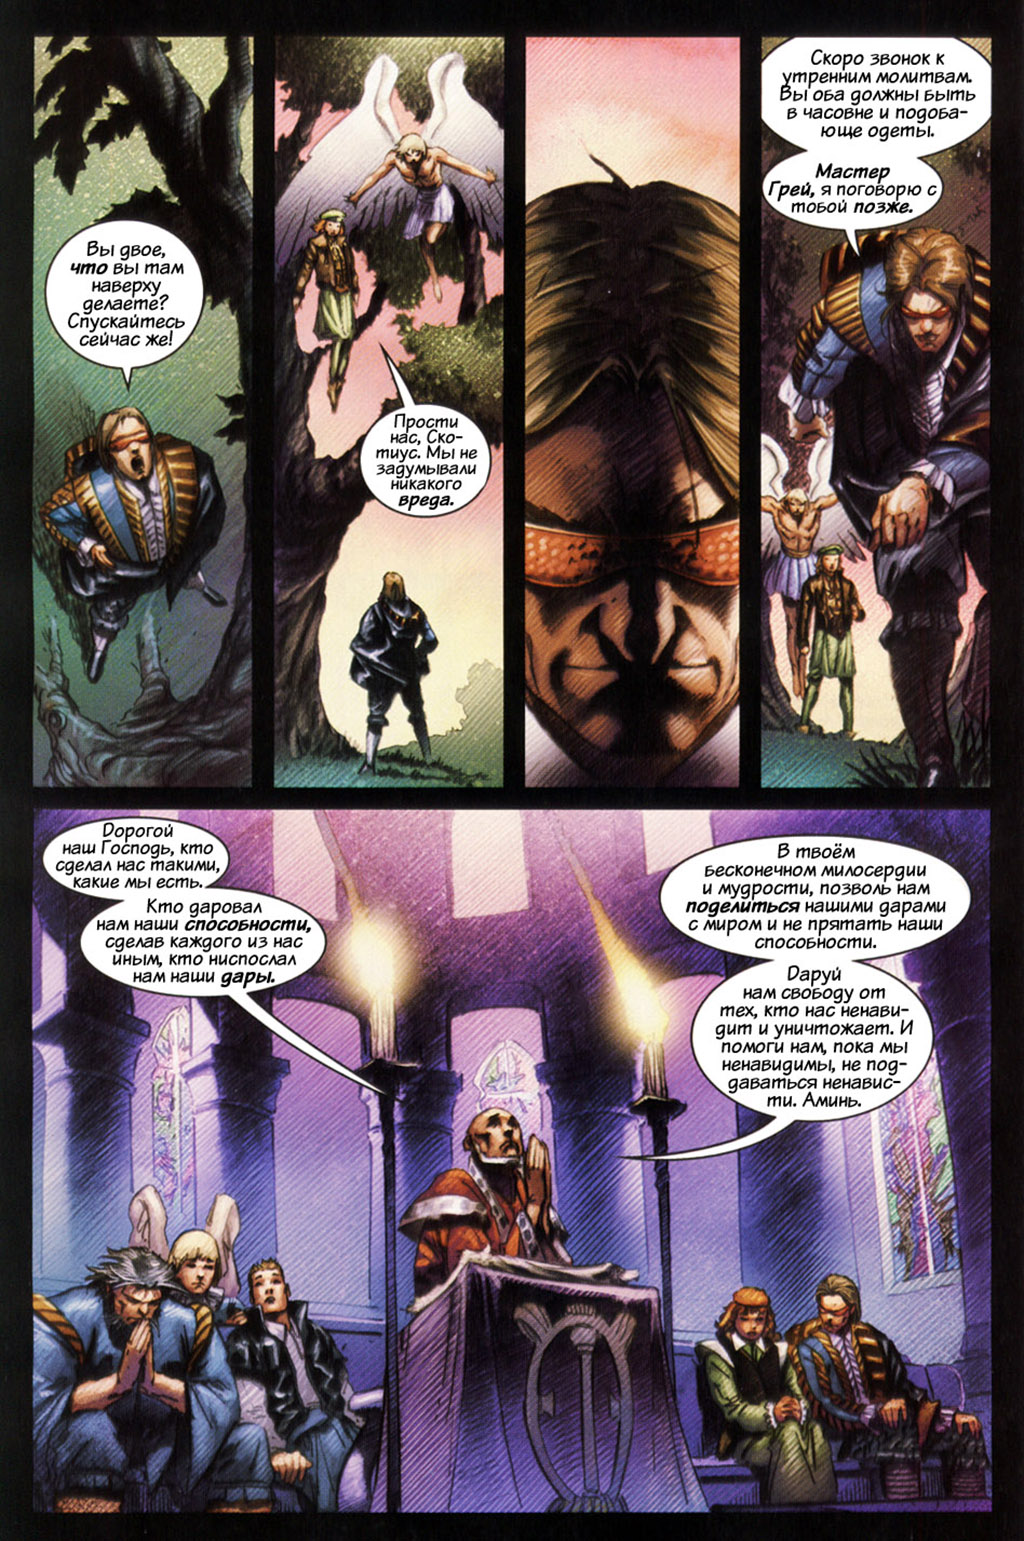 Вы двое,
что вы там
наверху
делаете?
Спускайтесь
сейчас же!
Прости
нас, Ско-
тиус. Мы не
задумывали
никакого
вреда.
Скоро звонок к
утренним молитвам.
Вы оба должны быть
в часовне и подоба-
юще одеты.
Мастер
Грей, я поговорю с
тобой позже.
Дорогой
наш Господь, кто
сделал нас такими,
какие мы есть.
Кто даровал
нам наши способности,
сделав каждого из нас
иным, кто ниспослал
нам наши дары.
В твоём
бесконечном милосердии
и мудрости, позволь нам
поделиться нашими дарами
с миром и не прятать наши
способности.
Даруй
нам свободу от
тех, кто нас ненави-
дит и уничтожает. И
помоги нам, пока мы
ненавидимы, не под-
даваться ненавис-
ти. Аминь.